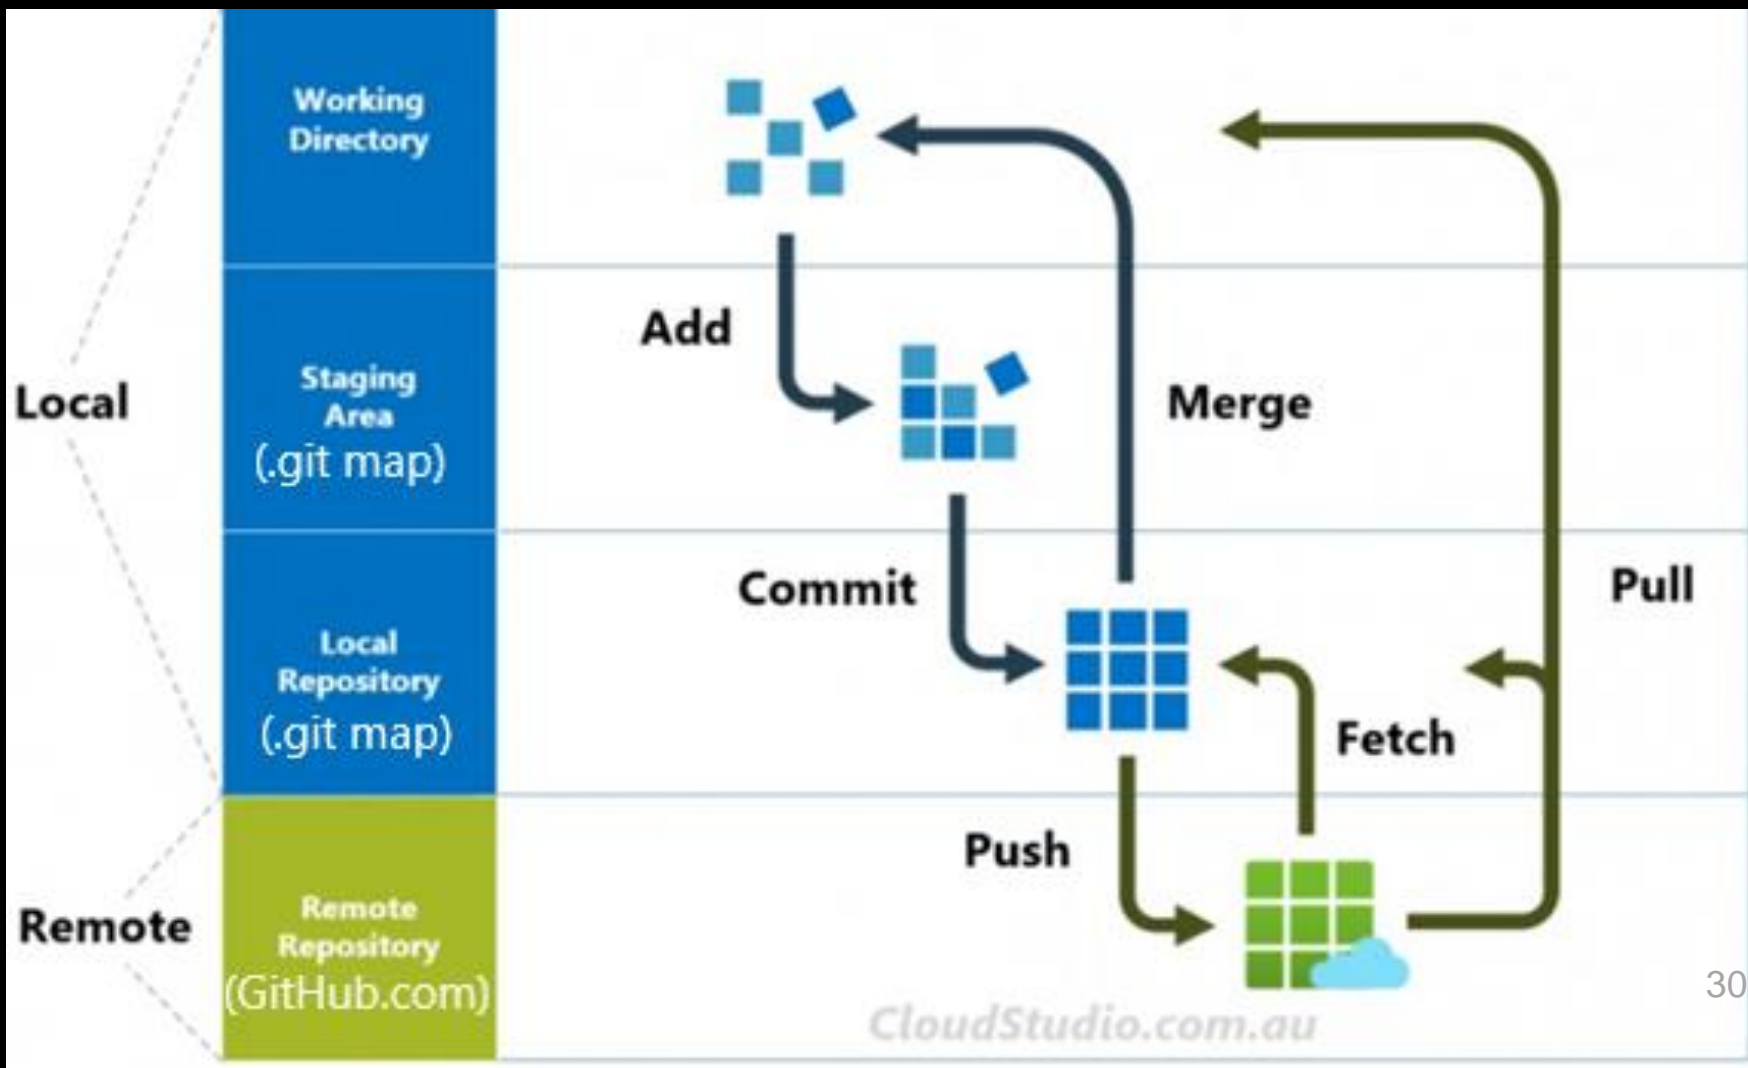 Working
Directory
Add
Staging
Area
(.git map)
Local
Merge
Commit
Pull
Local
Repository
(.git map)
Fetch
Push
Remote
Remote
Repository
(GitHub.com)
30
CloudStudio.com.au